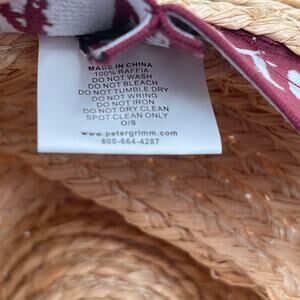 MADE IN CHINA
100% RAFFIA
DO NOT WASH
DO NOT BLEACH
DO NOT TUMBLE DRY
DO NOT WRING
DO NOT IRON
DO NOT DRY CLEAN
SPOT CLEAN ONLY
O/S
www.petergrimm.com
800-664-4287